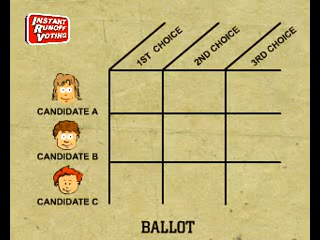 INSTANT
RUNOFF
VOTING
1ST CHOICE
2ND CHOICE
3RD CHOICE
CANDIDATE A
CANDIDATE B
CANDIDATE C
BALLOT